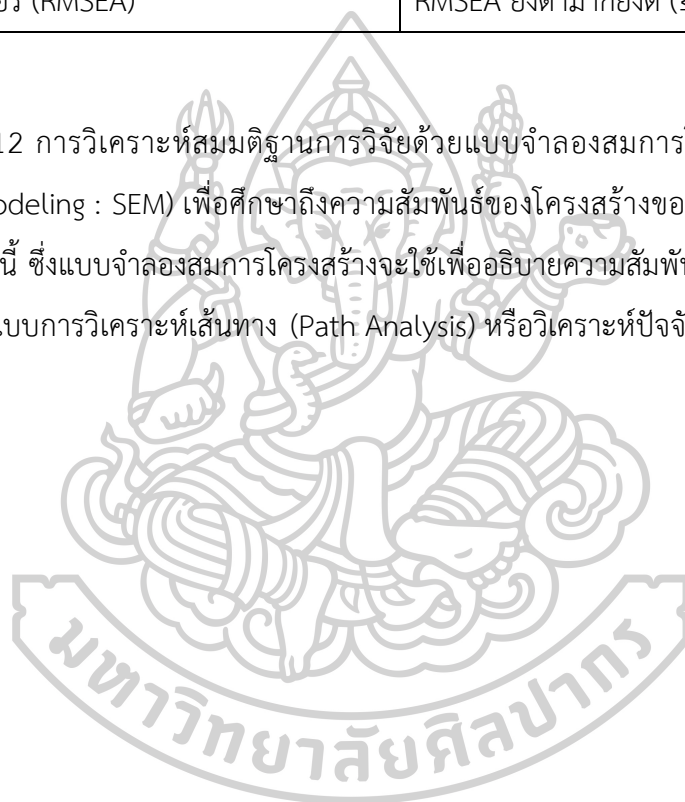 (RMSEA)
RMSEA ยิ่งต่ำมากยิ่งดี
12 การวิเคราะห์สมมติฐานการวิจัยด้วยแบบจำลองสมการ
odeling : SEM) เพื่อศึกษาถึงความสัมพันธ์ของโครงสร้างขอ
นี้ ซึ่งแบบจำลองสมการโครงสร้างจะใช้เพื่ออธิบายความสัมพัน
แบบการวิเคราะห์เส้นทาง (Path Analysis) หรือวิเคราะห์ปัจจั
มหาวิทยาลัยศิลปากร